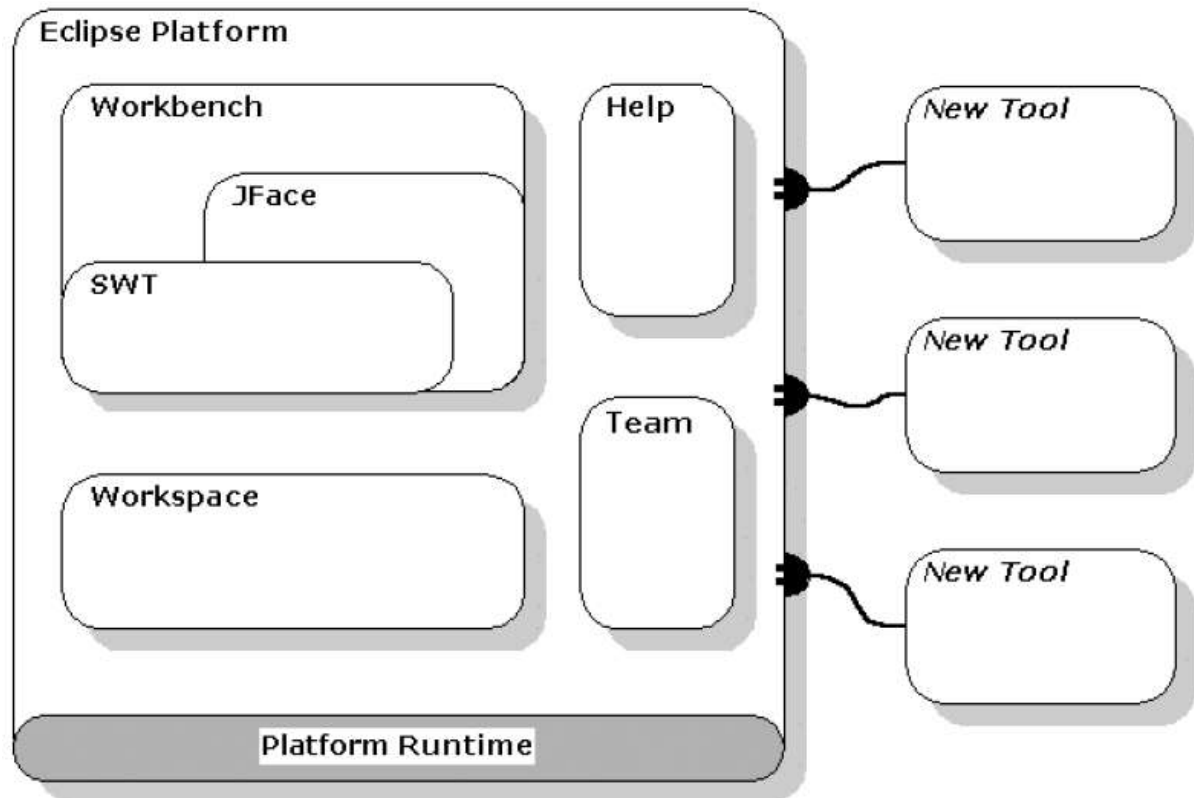 Eclipse Platform
Workbench
JFace
SWT
Workspace
Help
Team
Platform Runtime
New Tool
New Tool
New Tool